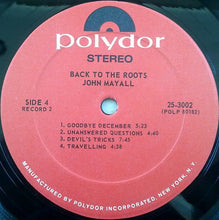 polydor
STEREO
BACK TO THE ROOTS
JOHN MAYALL
SIDE 4
RECORD 2
25-3002
(PGLP 80182)
1. GOODBYE DECEMBER 5:23
2. UNANSWERED QUESTIONS 4:40
3. DEVIL'S TRICKS 7:45
4. TRAVELLING 4:38
MANUFACTURED BY POLYDOR INCORPORATED, NEW YORK, N.Y.